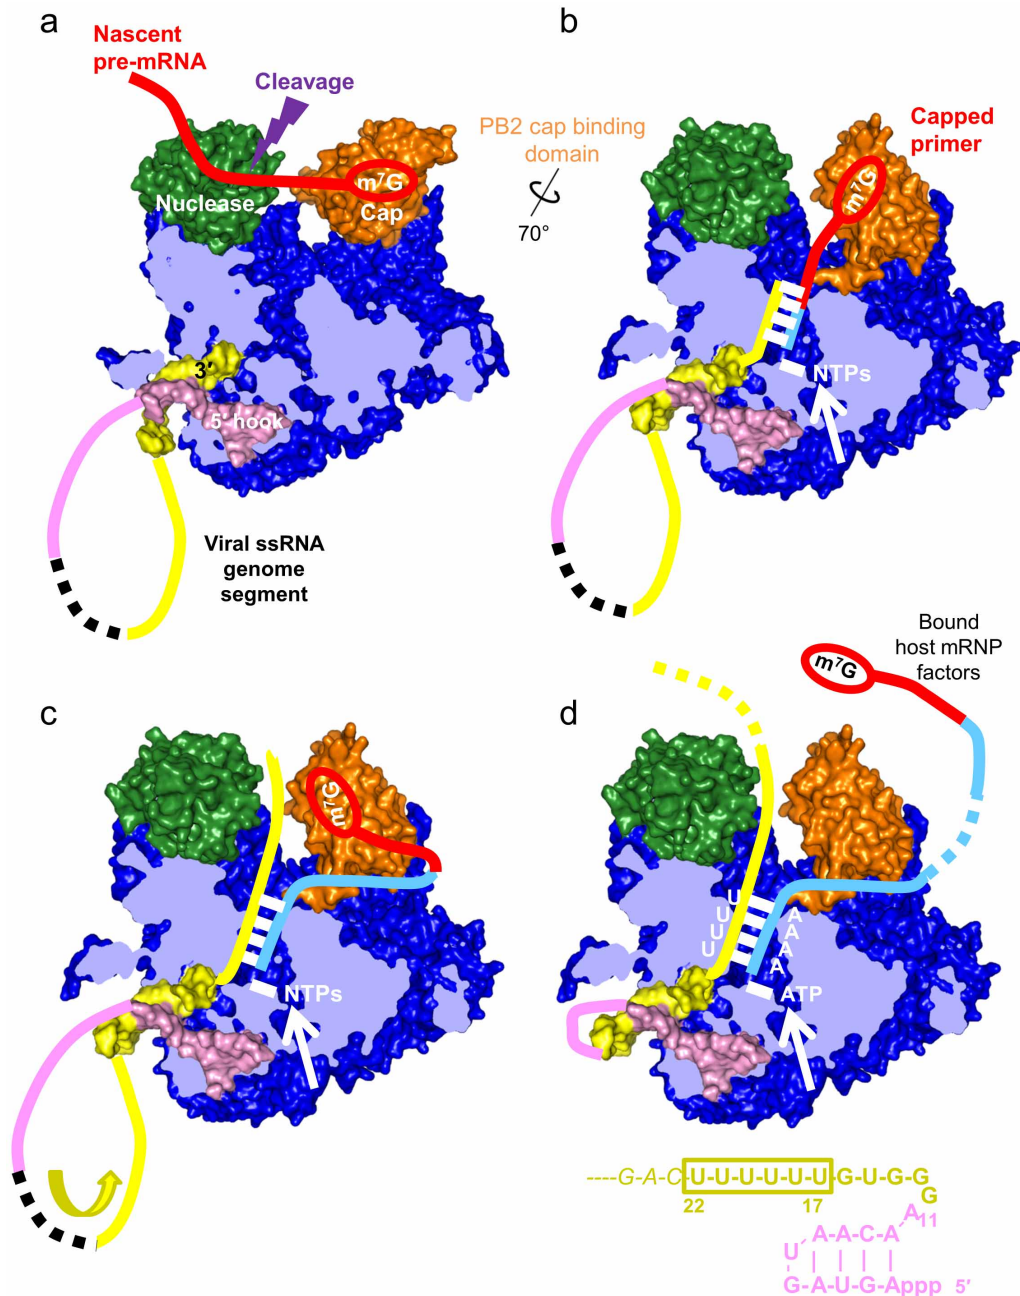 a
Nascent
pre-mRNA
Cleavage
Nuclease
m⁷G
Cap
3′
5′ hook
Viral ssRNA
genome
segment
PB2 cap binding
domain
70°
b
Capped
primer
m⁷G
NTPs
c
m⁷G
NTPs
d
Bound
host mRNP
factors
m⁷G
U
U
U
U
A
A
A
A
ATP
----G-A-C-U-U-U-U-U-U-G-U-G-G
22
17
G
A11
U A-A-C-A
G-A-U-G-Appp 5′